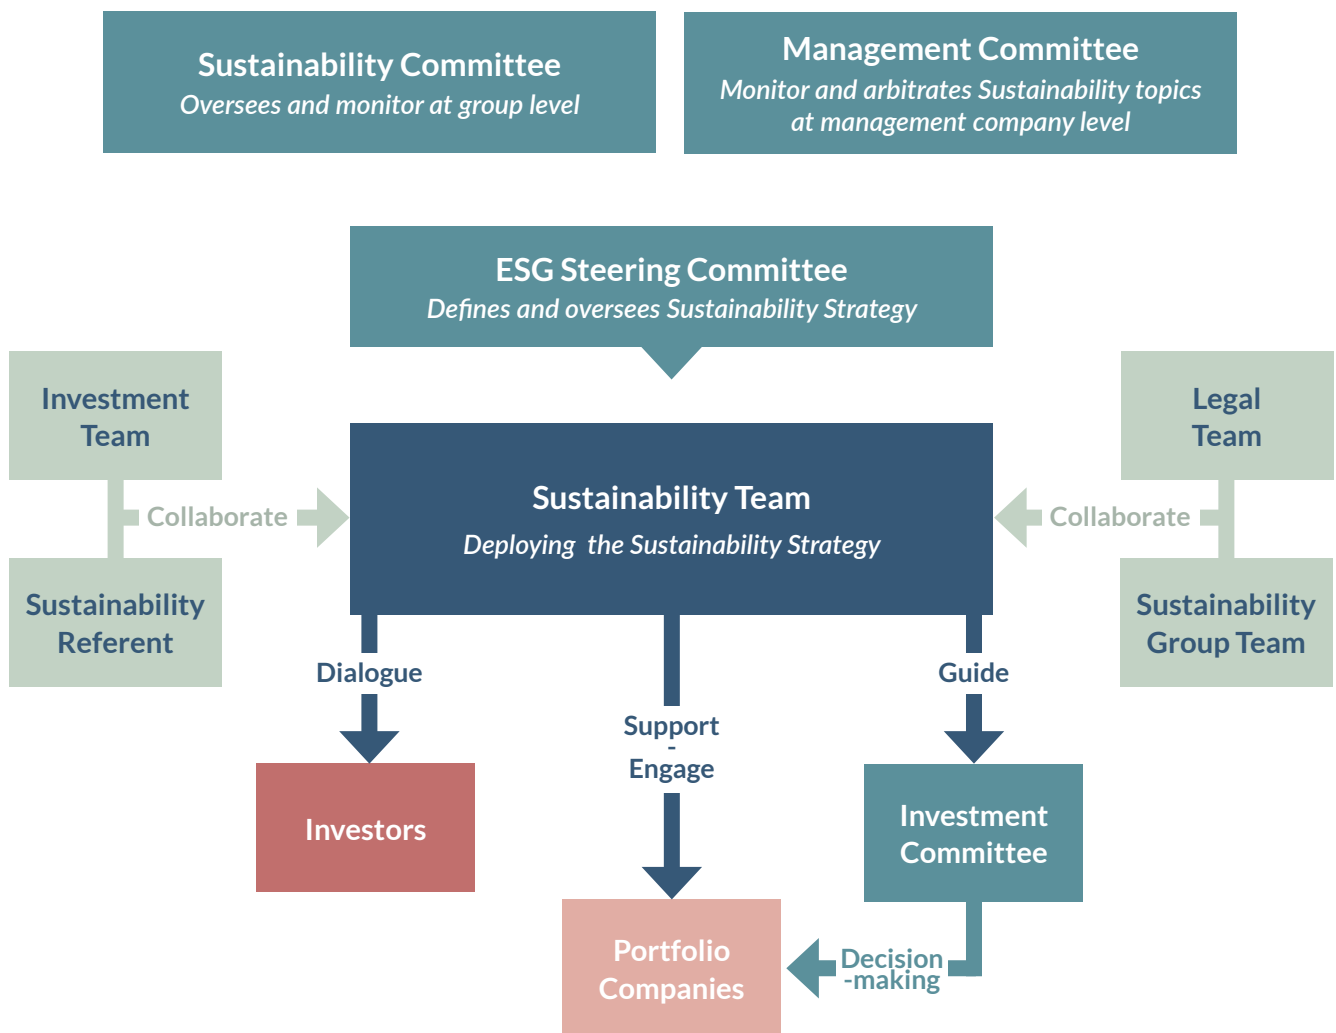 Sustainability Committee
Oversees and monitor at group level
Management Committee
Monitor and arbitrates Sustainability topics
at management company level
ESG Steering Committee
Defines and oversees Sustainability Strategy
Investment
Team
Legal
Team
Sustainability Team
Deploying the Sustainability Strategy
Collaborate
Collaborate
Sustainability
Referent
Sustainability
Group Team
Dialogue
Support
-
Engage
Guide
Investors
Investment
Committee
Portfolio
Companies
Decision
-making